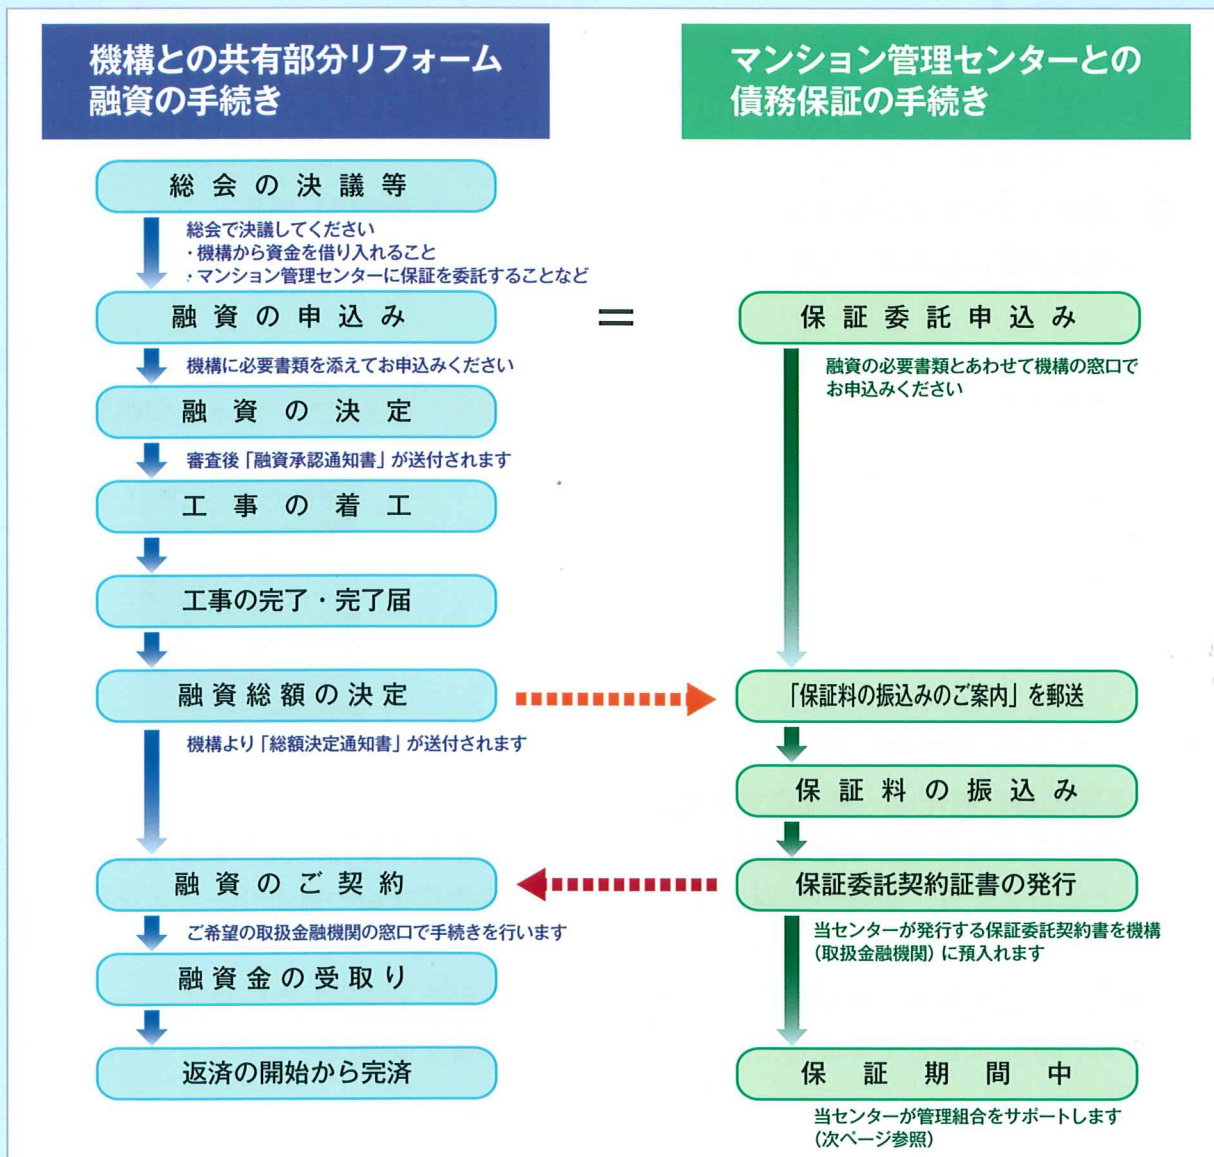 機構との共有部分リフォーム
融資の手続き
総会の決議等
総会で決議してください
・機構から資金を借り入れること
・マンション管理センターに保証を委託することなど
融資の申込み
機構に必要書類を添えてお申込みください
融資の決定
審査後「融資承認通知書」が送付されます
工事の着工
工事の完了・完了届
融資総額の決定
機構より「総額決定通知書」が送付されます
融資のご契約
ご希望の取扱金融機関の窓口で手続きを行います
融資金の受取り
返済の開始から完済
＝
マンション管理センターとの
債務保証の手続き
保証委託申込み
融資の必要書類とあわせて機構の窓口で
お申込みください
「保証料の振込みのご案内」を郵送
保証料の振込み
保証委託契約証書の発行
当センターが発行する保証委託契約書を機構
（取扱金融機関）に預入れます
保証期間中
当センターが管理組合をサポートします
（次ページ参照）